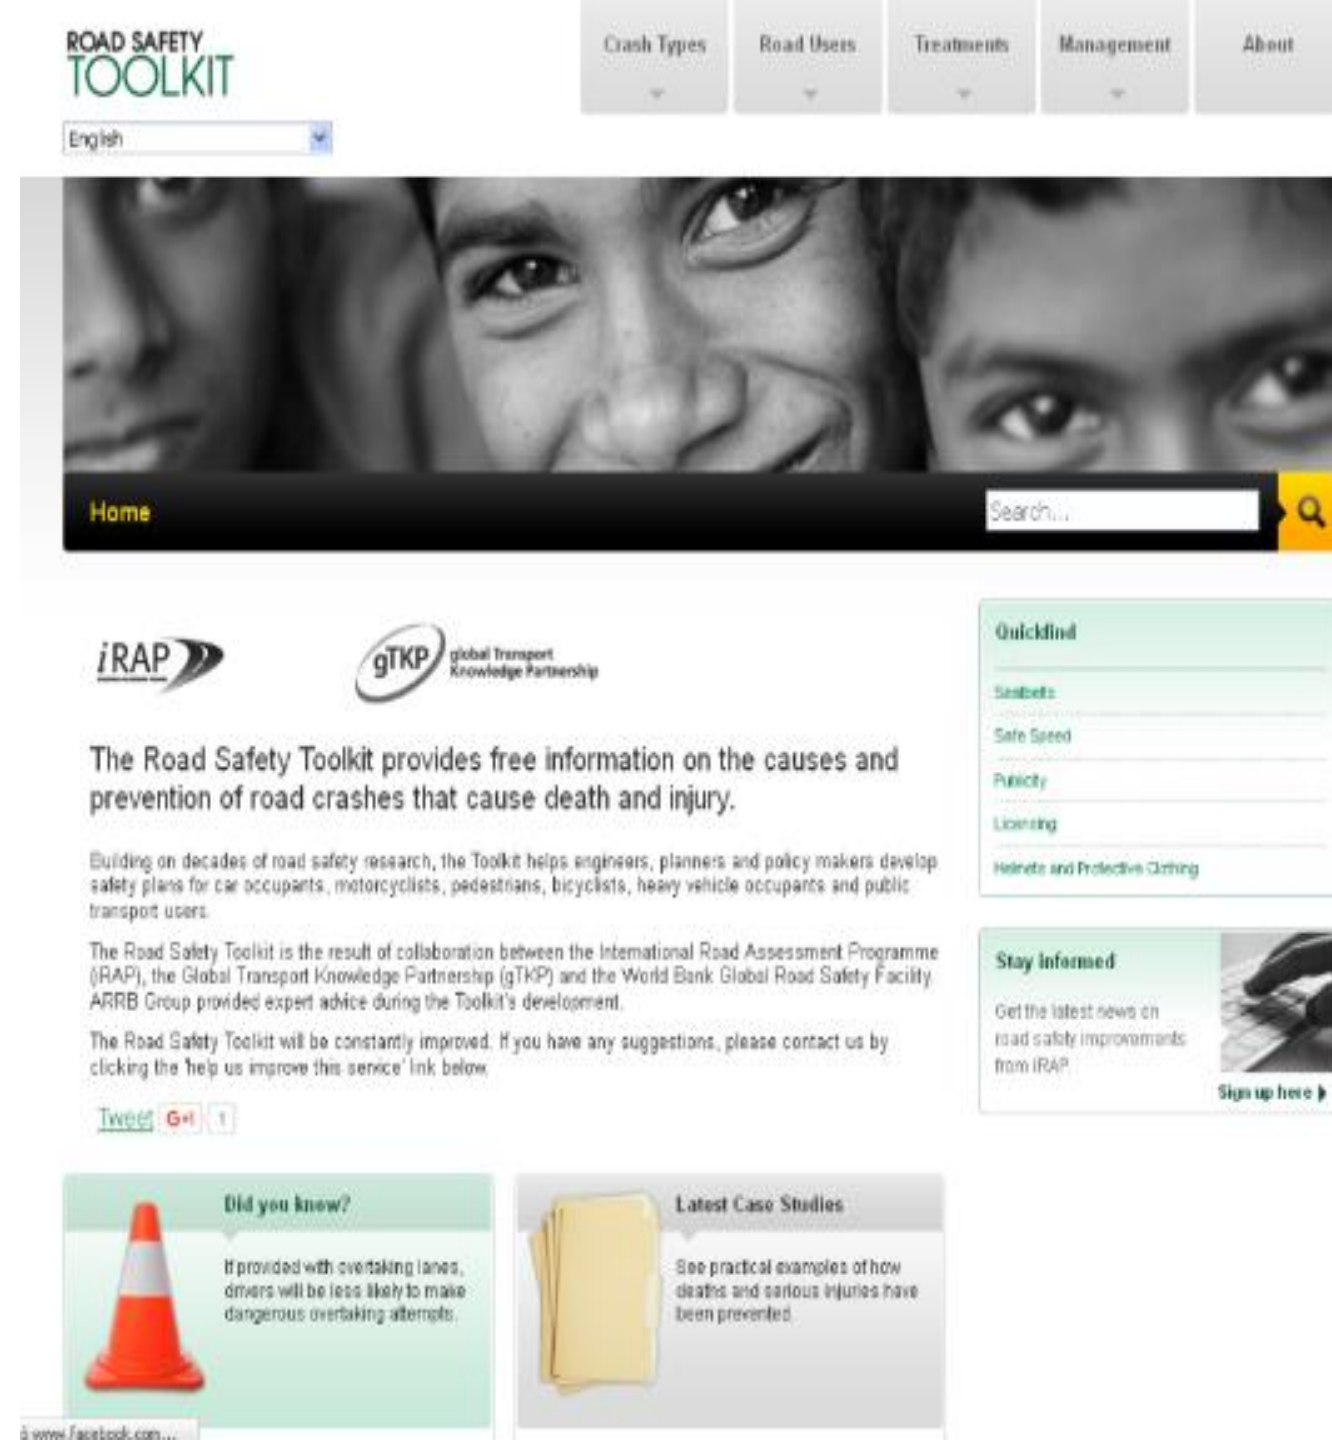 ROAD SAFETY
TOOLKIT
Crash Types
Road Users
Treatments
Management
About
English
Home
Search...
iRAP
gTKP
global Transport
Knowledge Partnership
The Road Safety Toolkit provides free information on the causes and
prevention of road crashes that cause death and injury.
Building on decades of road safety research, the Toolkit helps engineers, planners and policy makers develop
safety plans for car occupants, motorcyclists, pedestrians, bicyclists, heavy vehicle occupants and public
transport users.
The Road Safety Toolkit is the result of collaboration between the International Road Assessment Programme
(iRAP), the Global Transport Knowledge Partnership (gTKP) and the World Bank Global Road Safety Facility.
ARRB Group provided expert advice during the Toolkit's development.
The Road Safety Toolkit will be constantly improved. If you have any suggestions, please contact us by
clicking the 'help us improve this service' link below.
Tweet G+1 1
Quickfind
Seatbelts
Safe Speed
Publicity
Licensing
Helmets and Protective Clothing
Stay informed
Get the latest news on
road safety improvements
from iRAP.
Sign up here
Did you know?
If provided with overtaking lanes,
drivers will be less likely to make
dangerous overtaking attempts.
Latest Case Studies
See practical examples of how
deaths and serious injuries have
been prevented
www.facebook.com...